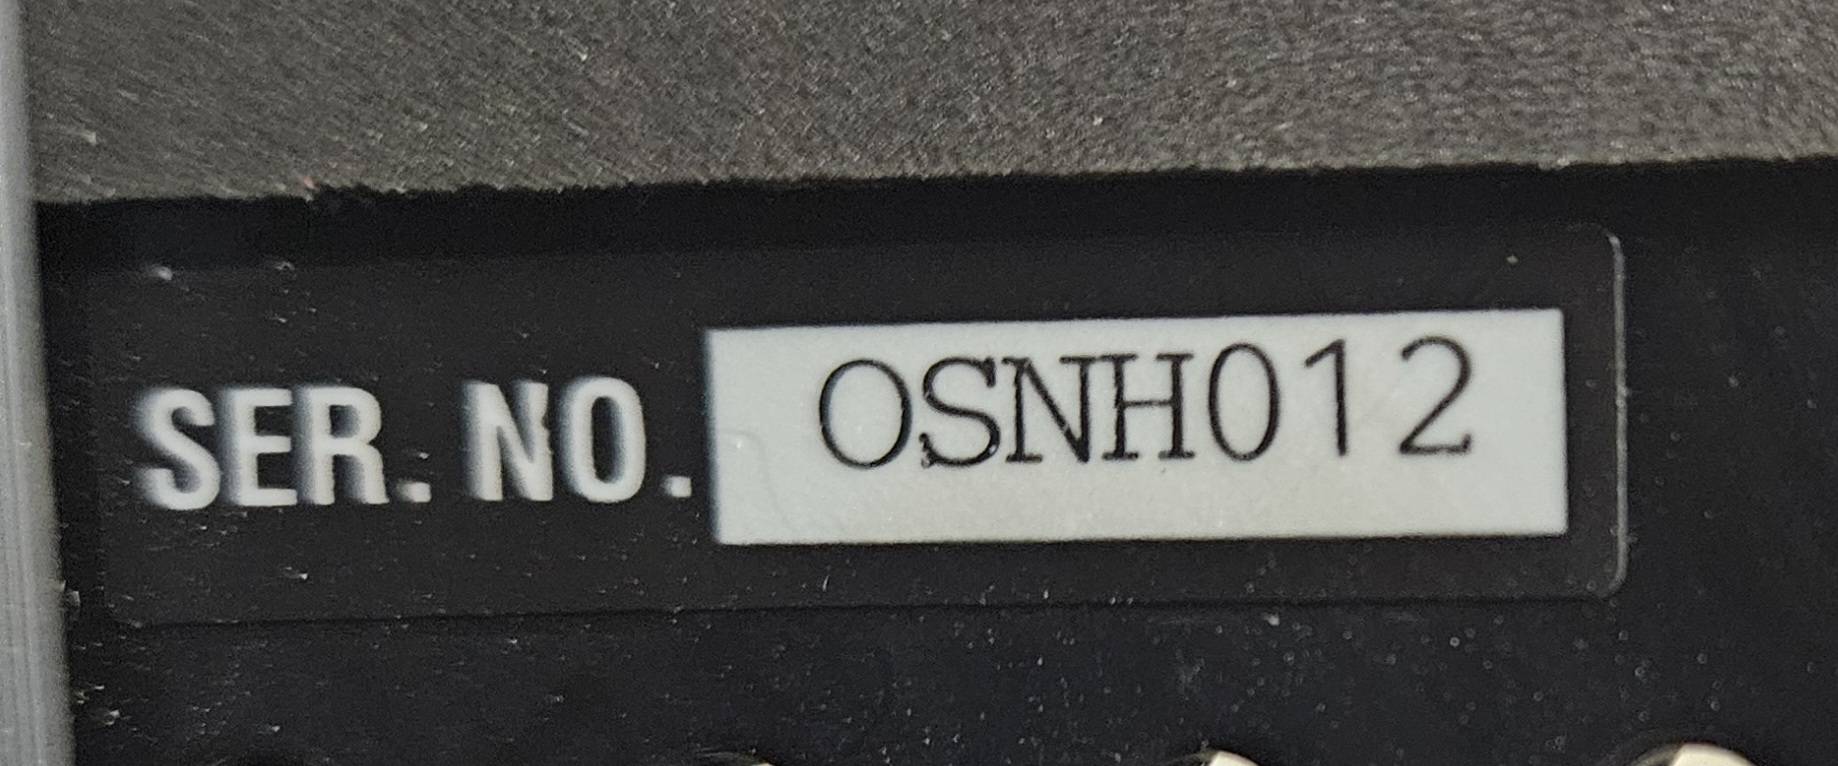 SER. NO. OSNH012